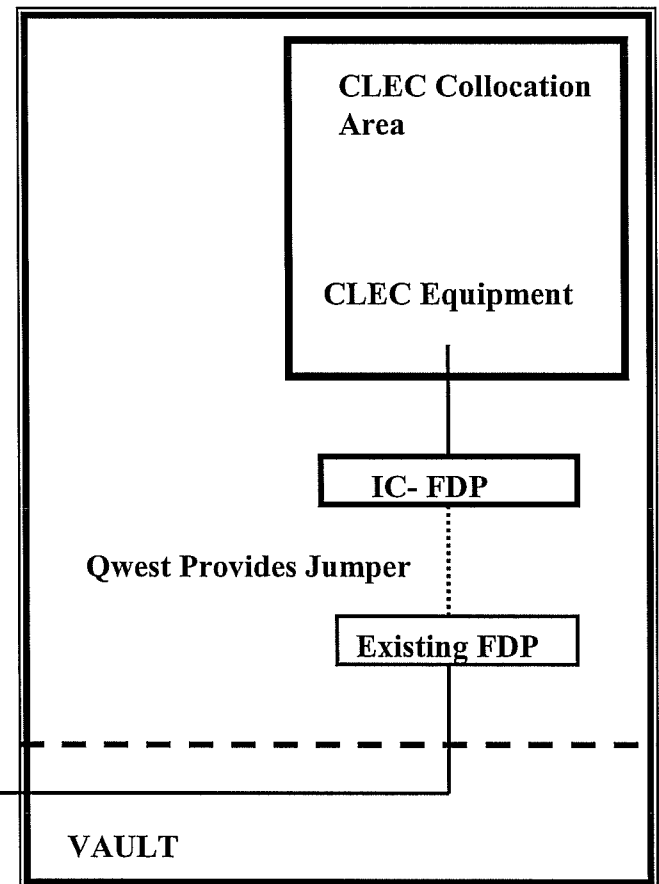 CLEC Collocation
Area
CLEC Equipment
IC- FDP
Qwest Provides Jumper
Existing FDP
VAULT